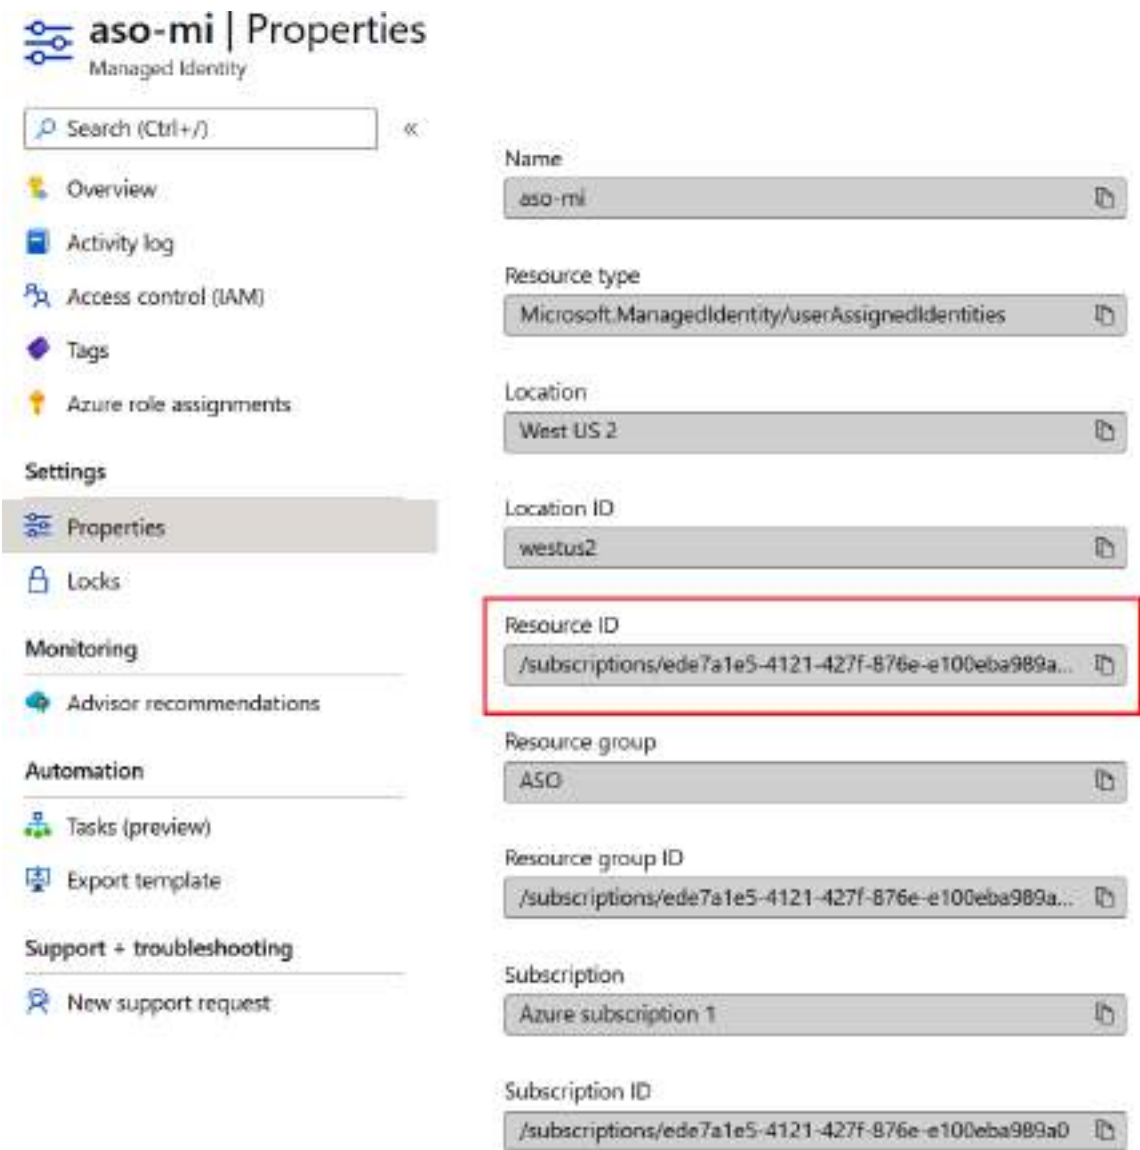 aso-mi | Properties
Managed Identity
Search (Ctrl+/)
«
Overview
Activity log
Access control (IAM)
Tags
Azure role assignments
Settings
Properties
Locks
Monitoring
Advisor recommendations
Automation
Tasks (preview)
Export template
Support + troubleshooting
New support request
Name
aso-mi
Resource type
Microsoft.ManagedIdentity/userAssignedIdentities
Location
West US 2
Location ID
westus2
Resource ID
/subscriptions/ede7a1e5-4121-427f-876e-e100eba989a...
Resource group
ASO
Resource group ID
/subscriptions/ede7a1e5-4121-427f-876e-e100eba989a...
Subscription
Azure subscription 1
Subscription ID
/subscriptions/ede7a1e5-4121-427f-876e-e100eba989a0